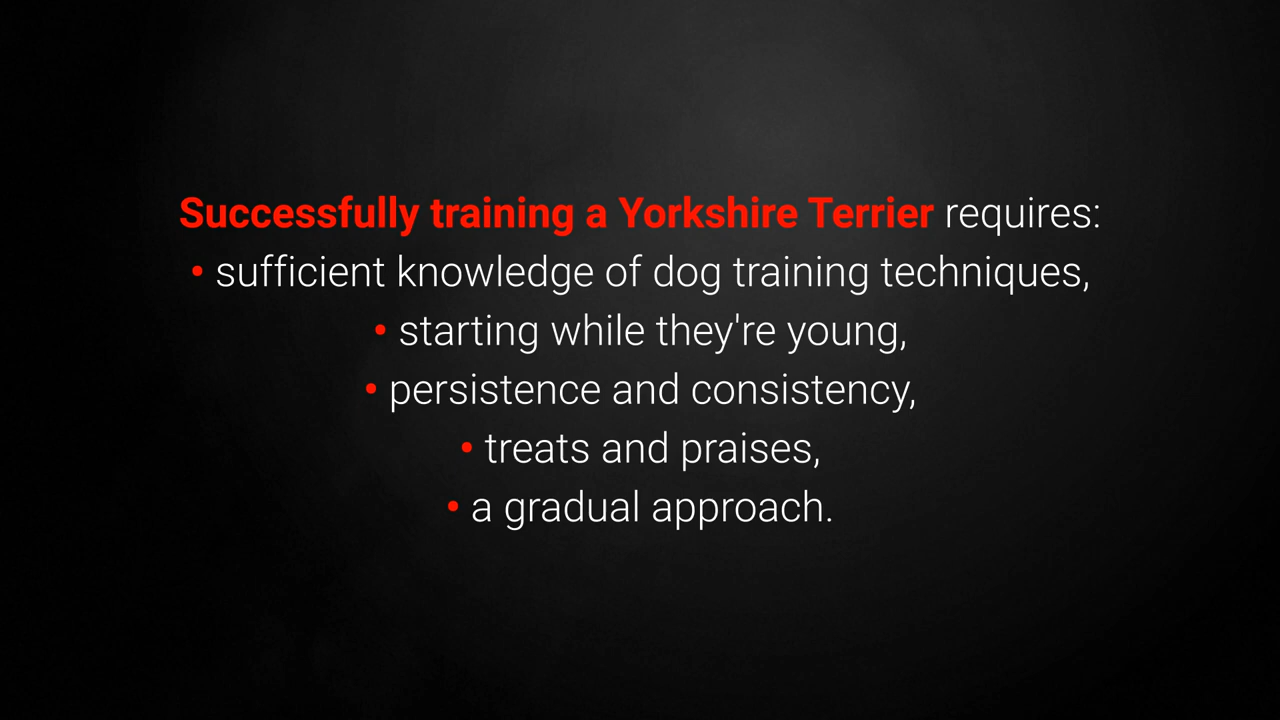 Successfully training a Yorkshire Terrier requires:
• sufficient knowledge of dog training techniques,
• starting while they're young,
• persistence and consistency,
• treats and praises,
• a gradual approach.